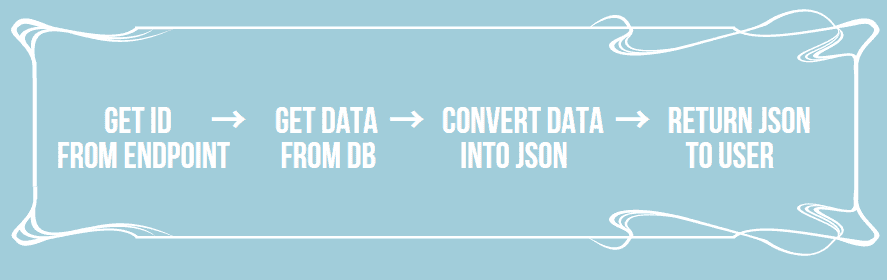 GET ID → GET DATA → CONVERT DATA → RETURN JSON
FROM ENDPOINT FROM DB INTO JSON TO USER